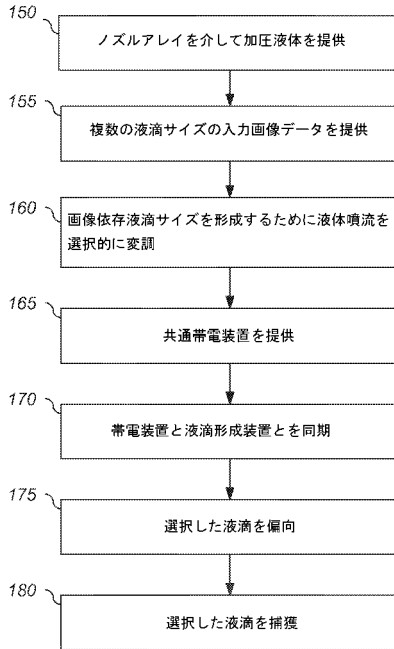 150
ノズルアレイを介して加圧液体を提供
155
複数の液滴サイズの入力画像データを提供
160
画像依存液滴サイズを形成するために液体噴流を
選択的に変調
165
共通帯電装置を提供
170
帯電装置と液滴形成装置とを同期
175
選択した液滴を偏向
180
選択した液滴を捕獲